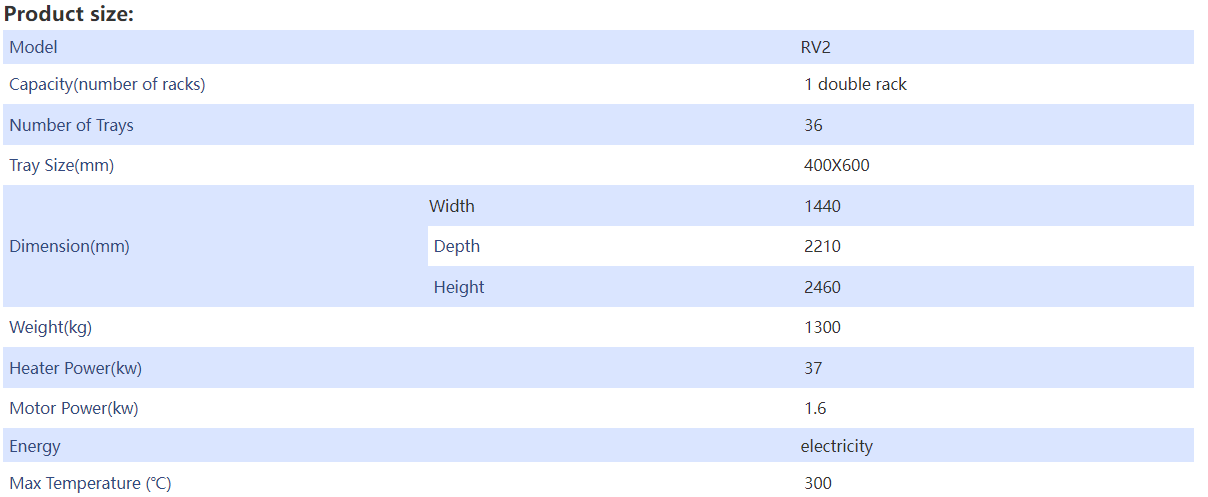 Product size:
Model RV2
Capacity(number of racks) 1 double rack
Number of Trays 36
Tray Size(mm) 400X600
Width 1440
Dimension(mm) Depth 2210
Height 2460
Weight(kg) 1300
Heater Power(kw) 37
Motor Power(kw) 1.6
Energy electricity
Max Temperature (℃) 300